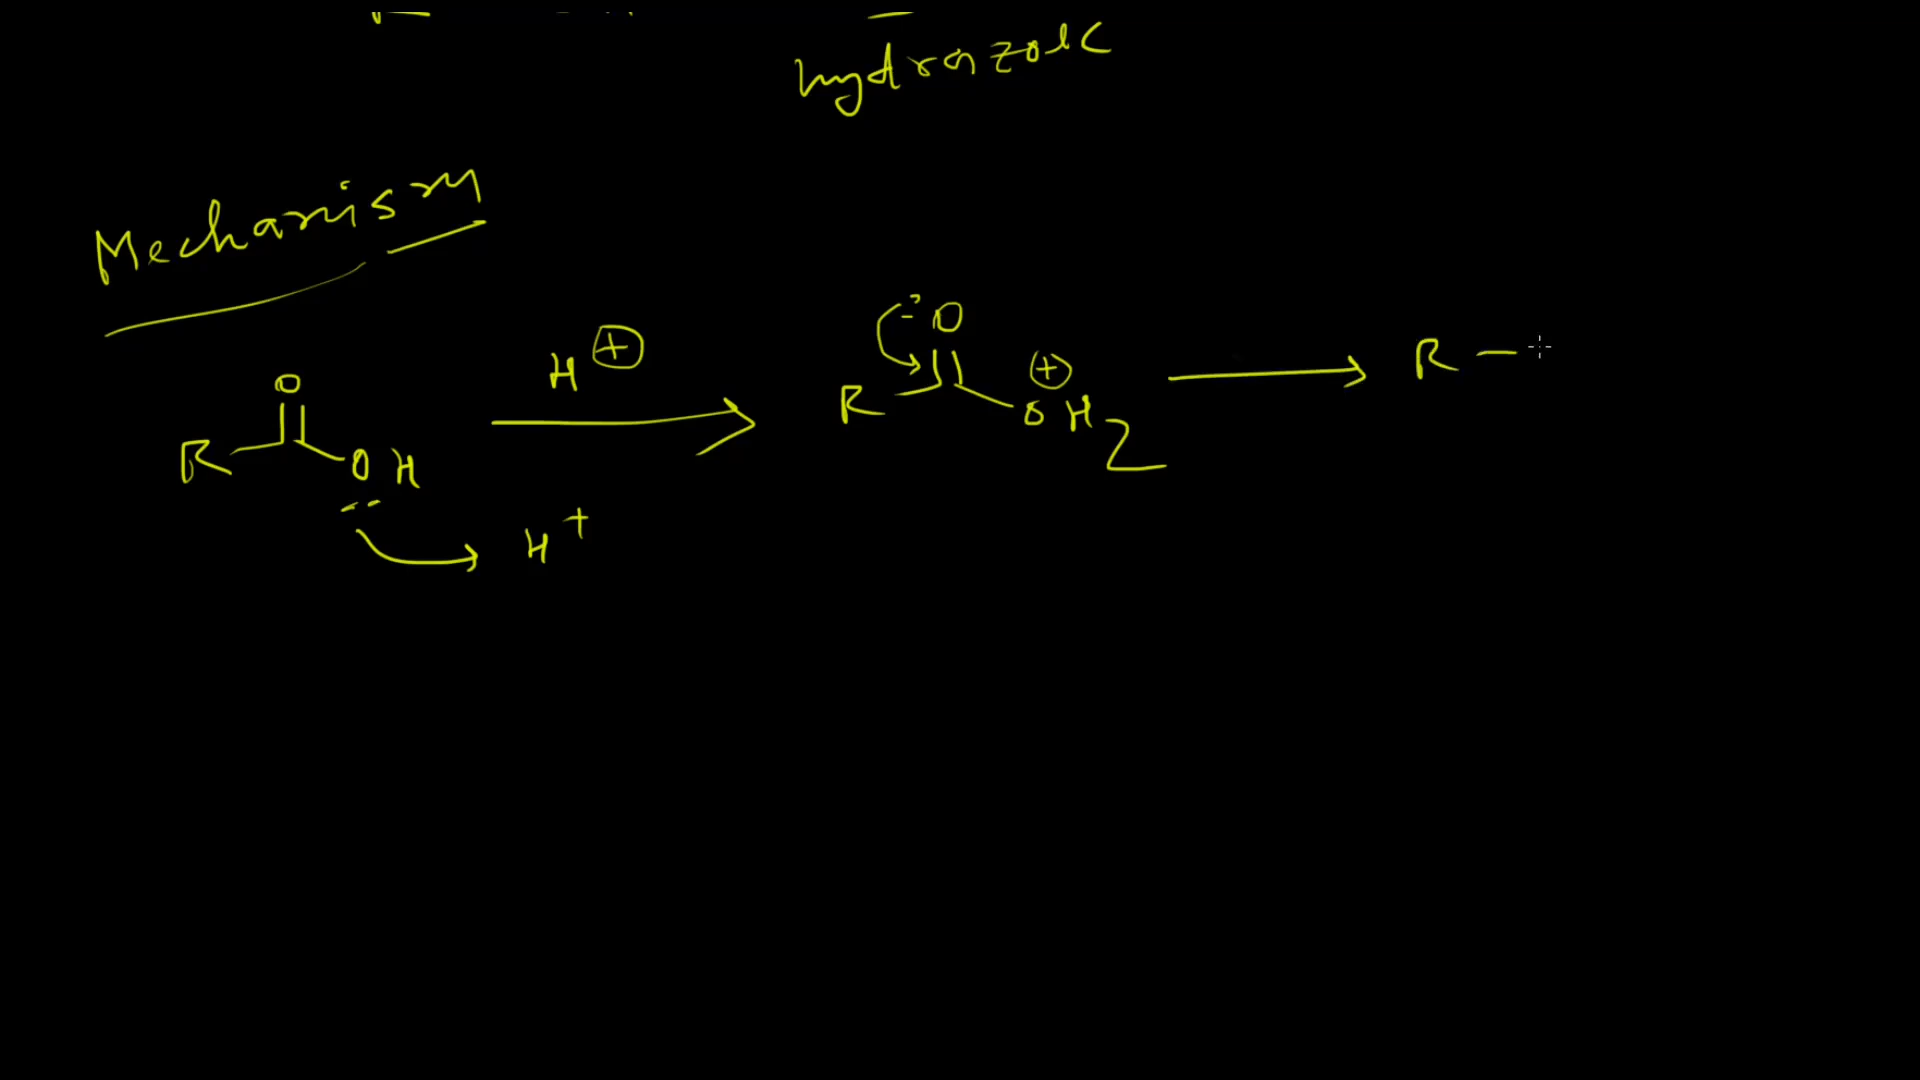 hydrazoic
Mechanism
O
R OH
H⊕
H+
O
R ⊕ OH2
R –